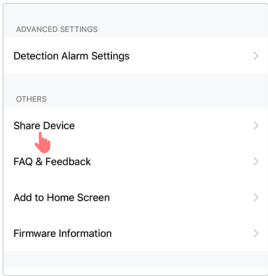 ADVANCED SETTINGS
Detection Alarm Settings
OTHERS
Share Device
FAQ & Feedback
Add to Home Screen
Firmware Information